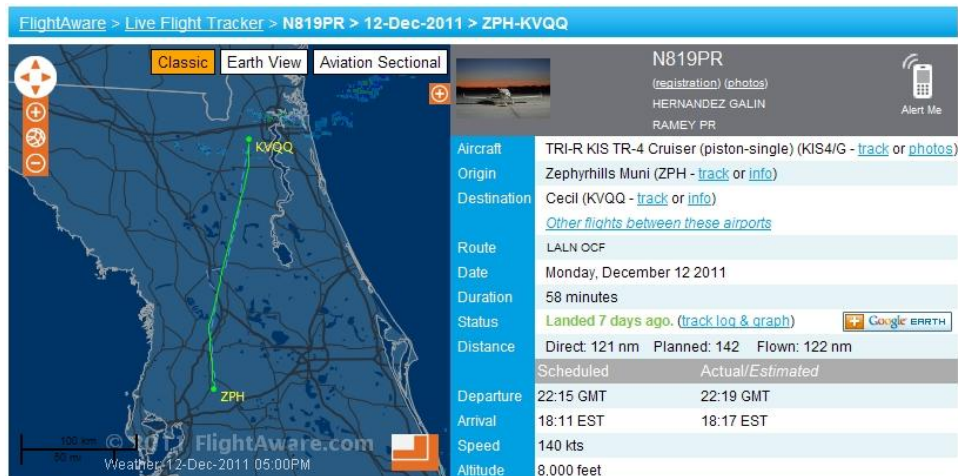 FlightAware > Live Flight Tracker > N819PR > 12-Dec-2011 > ZPH-KVQQ
Classic
Earth View
Aviation Sectional
KVQQ
ZPH
100 km
50 mi
© 2011 FlightAware.com
Weather 12-Dec-2011 05:00PM
N819PR
(registration) (photos)
HERNANDEZ GALIN
RAMEY PR
Alert Me
Aircraft TRI-R KIS TR-4 Cruiser (piston-single) (KIS4/G - track or photos)
Origin Zephyrhills Muni (ZPH - track or info)
Destination Cecil (KVQQ - track or info)
Other flights between these airports
Route LALN OCF
Date Monday, December 12 2011
Duration 58 minutes
Status Landed 7 days ago. (track log & graph) Google EARTH
Distance Direct: 121 nm Planned: 142 Flown: 122 nm
Scheduled Actual/Estimated
Departure 22:15 GMT 22:19 GMT
Arrival 18:11 EST 18:17 EST
Speed 140 kts
Altitude 8,000 feet